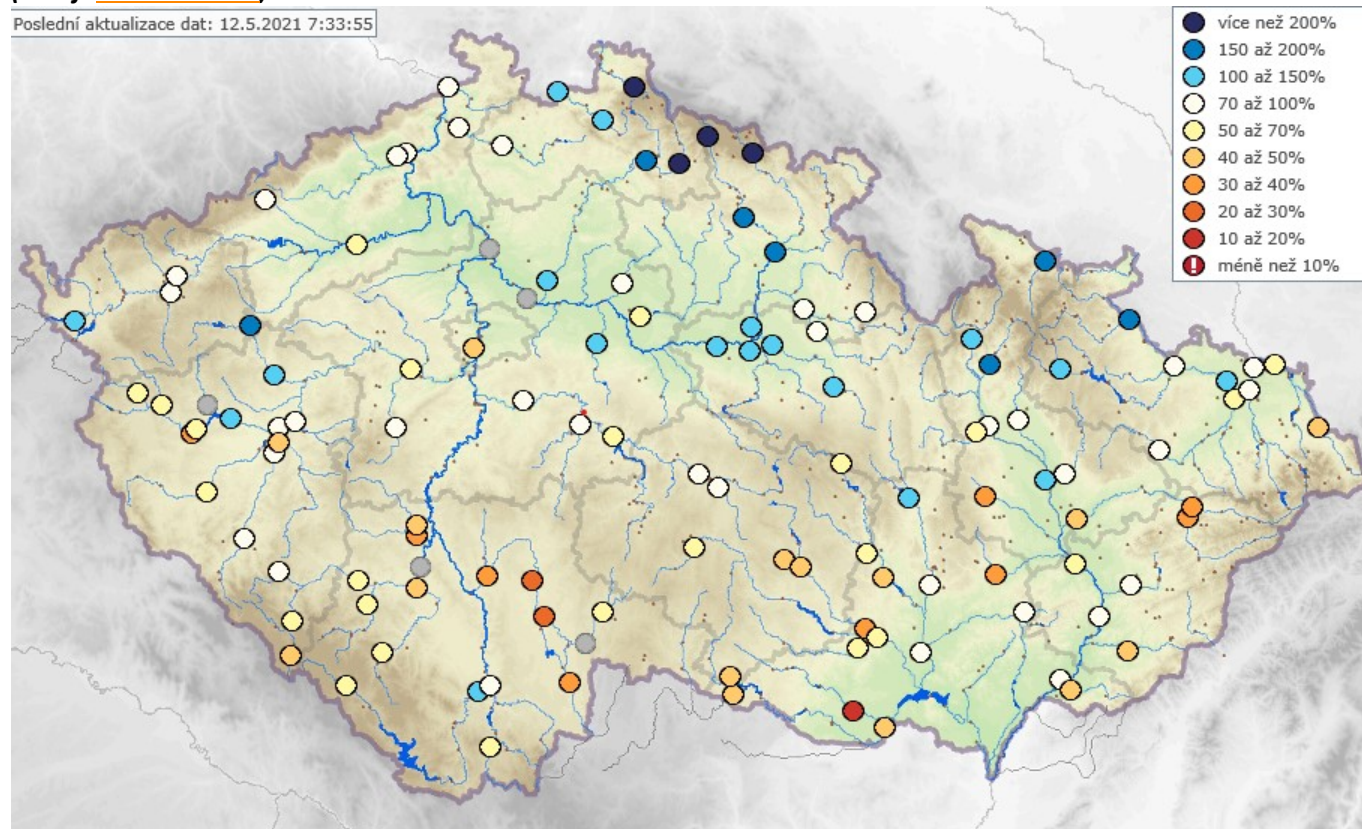 Poslední aktualizace dat: 12.5.2021 7:33:55
více než 200%
150 až 200%
100 až 150%
70 až 100%
50 až 70%
40 až 50%
30 až 40%
20 až 30%
10 až 20%
méně než 10%